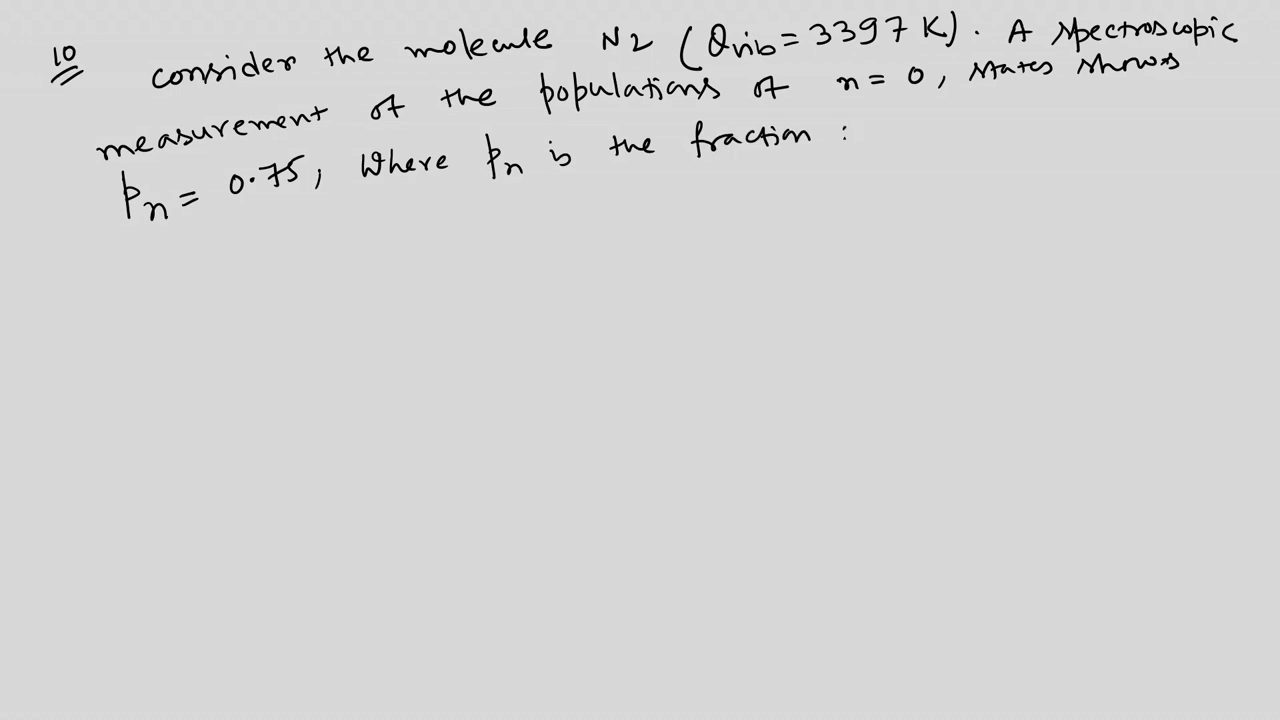 10 consider the molecule N2 (θvib = 3397 K). A spectroscopic
measurement of the populations of n = 0, states shows
pn = 0.75, where pn is the fraction :